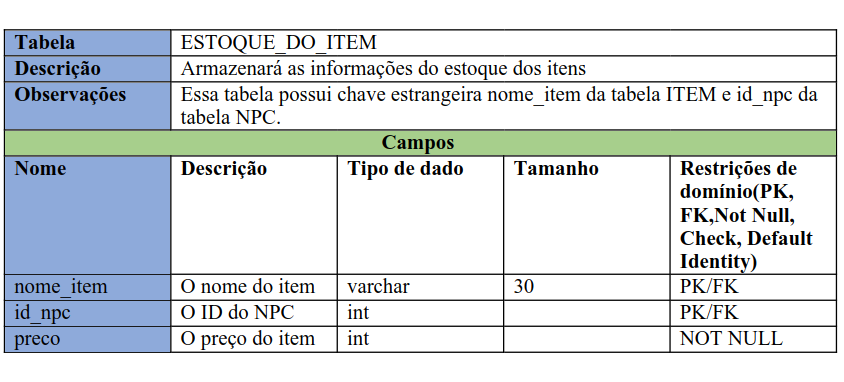 Tabela ESTOQUE_DO_ITEM
Descrição Armazenará as informações do estoque dos itens
Observações Essa tabela possui chave estrangeira nome_item da tabela ITEM e id_npc da
tabela NPC.
Campos
Nome Descrição Tipo de dado Tamanho Restrições de
domínio(PK,
FK,Not Null,
Check, Default
Identity)
nome_item O nome do item varchar 30 PK/FK
id_npc O ID do NPC int PK/FK
preco O preço do item int NOT NULL